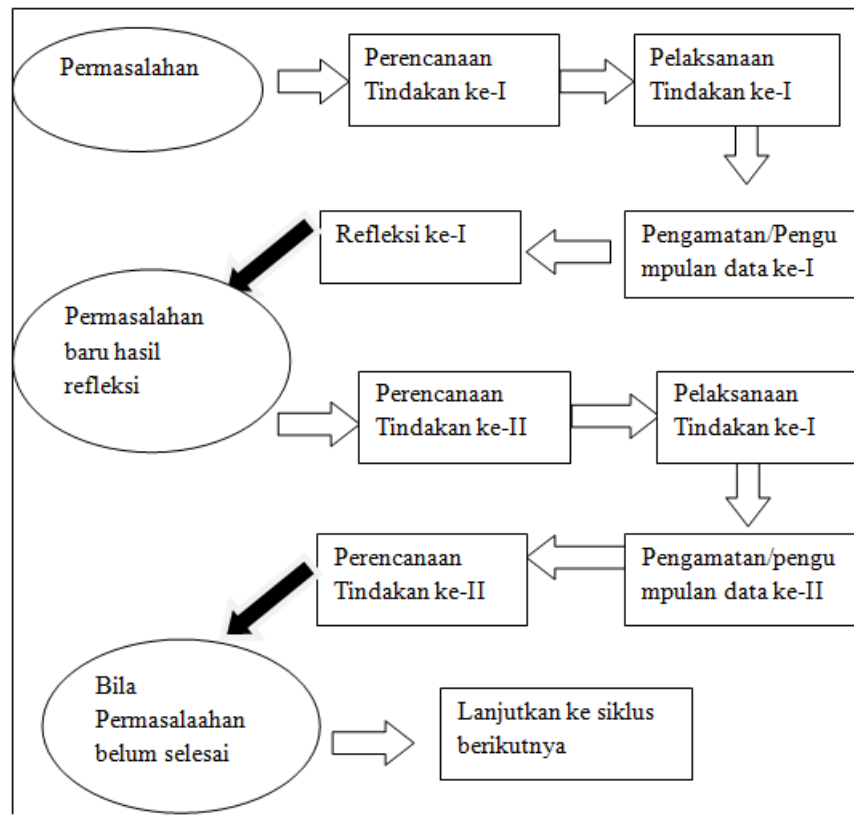 Permasalahan
Perencanaan
Tindakan ke-I
Pelaksanaan
Tindakan ke-I
Pengamatan/Pengu
mpulan data ke-I
Refleksi ke-I
Permasalahan
baru hasil
refleksi
Perencanaan
Tindakan ke-II
Pelaksanaan
Tindakan ke-I
Pengamatan/pengu
mpulan data ke-II
Perencanaan
Tindakan ke-II
Bila
Permasalaahan
belum selesai
Lanjutkan ke siklus
berikutnya